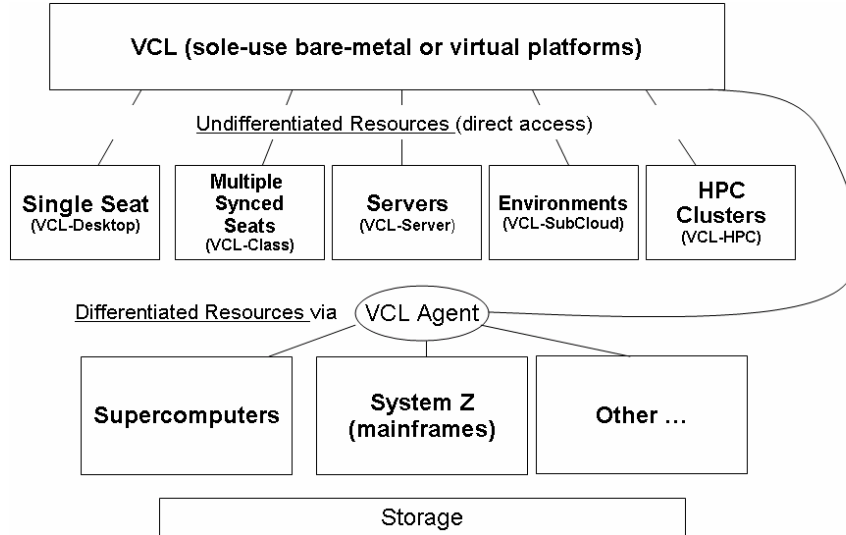 VCL (sole-use bare-metal or virtual platforms)
Undifferentiated Resources (direct access)
Single Seat
(VCL-Desktop)
Multiple
Synced
Seats
(VCL-Class)
Servers
(VCL-Server)
Environments
(VCL-SubCloud)
HPC
Clusters
(VCL-HPC)
Differentiated Resources via
VCL Agent
Supercomputers
System Z
(mainframes)
Other ...
Storage